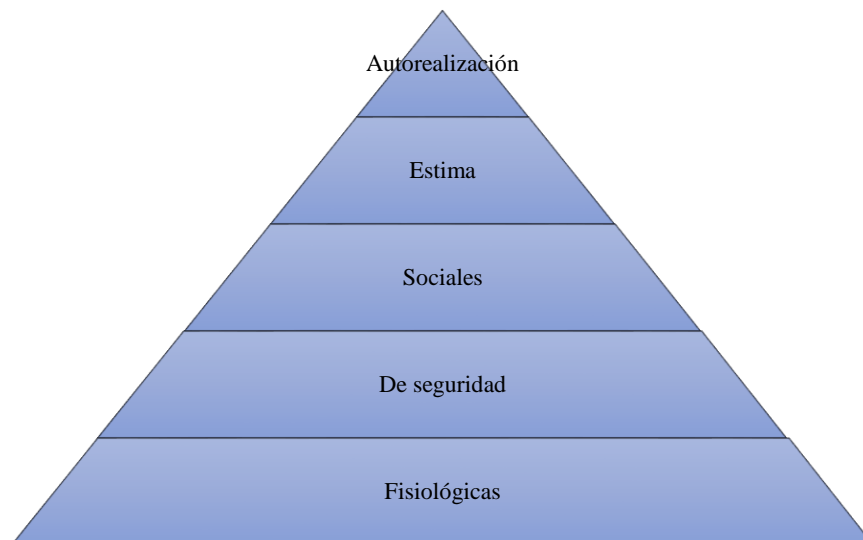 Autorealización
Estima
Sociales
De seguridad
Fisiológicas